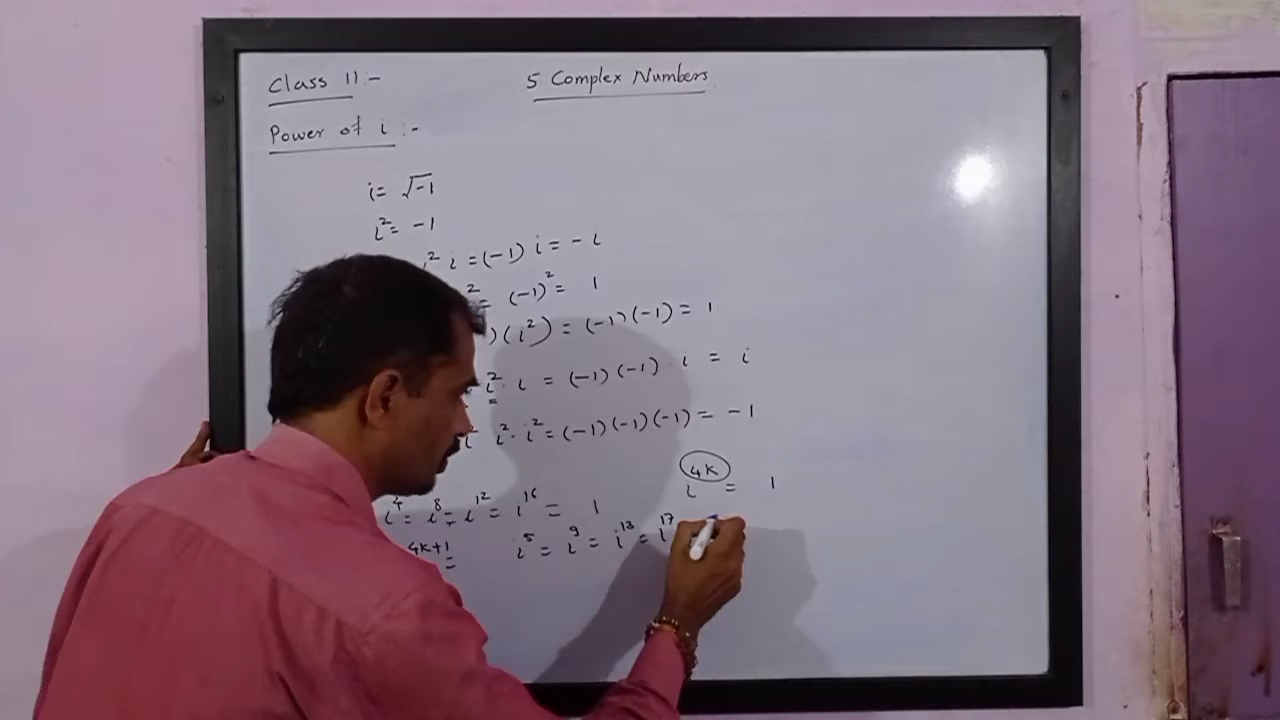 Class 11 :-
5 Complex Numbers
Power of i :-
i = √-1
i² = -1
i² i = (-1) i = - i
² = (-1)² = 1
)(i²) = (-1)(-1) = 1
i² · i = (-1)(-1) i = i
i² · i² = (-1)(-1)(-1) = -1
i^4k = 1
i⁴ = i⁸ = i¹² = i¹⁶ = 1
4k+1 = i⁵ = i⁹ = i¹³ = i¹⁷